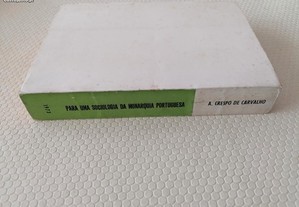 PARA UMA SOCIOLOGIA DA MONARQUIA PORTUGUESA
A. CRESPO DE CARVALHO